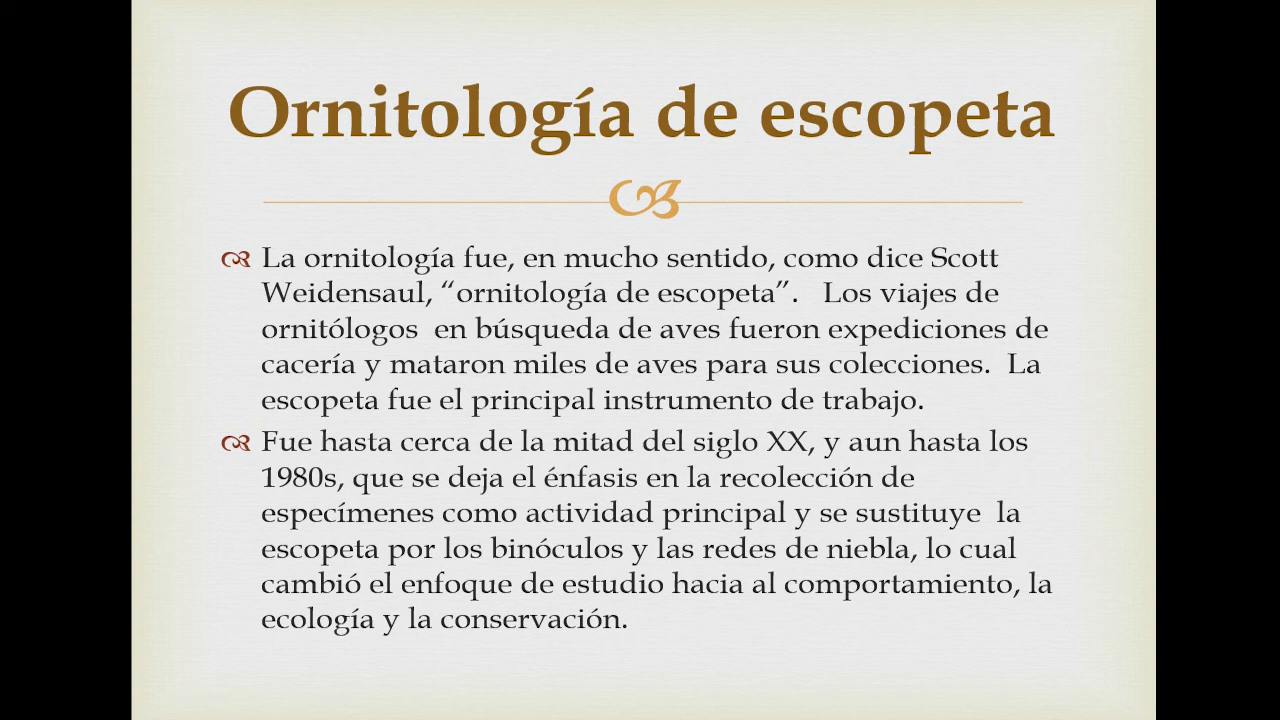 Ornitología de escopeta
La ornitología fue, en mucho sentido, como dice Scott
Weidensaul, “ornitología de escopeta”.   Los viajes de
ornitólogos  en búsqueda de aves fueron expediciones de
cacería y mataron miles de aves para sus colecciones.  La
escopeta fue el principal instrumento de trabajo.
Fue hasta cerca de la mitad del siglo XX, y aun hasta los
1980s, que se deja el énfasis en la recolección de
especímenes como actividad principal y se sustituye  la
escopeta por los binóculos y las redes de niebla, lo cual
cambió el enfoque de estudio hacia al comportamiento, la
ecología y la conservación.